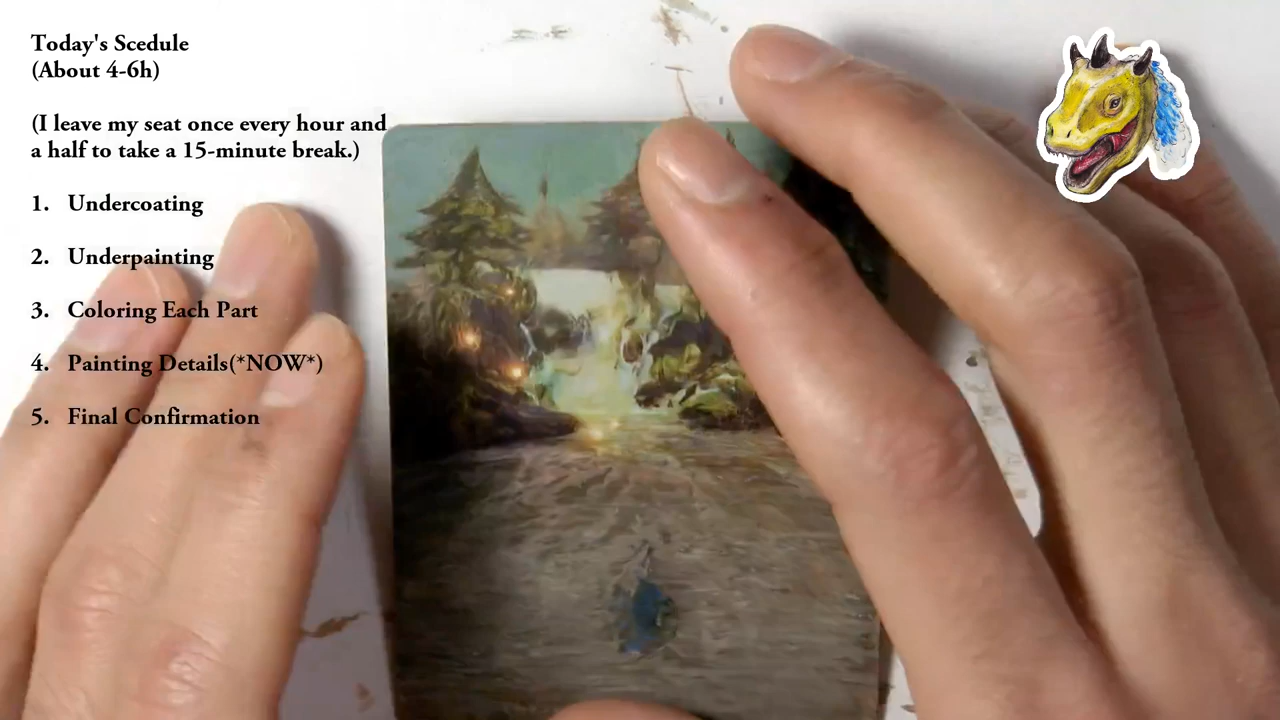 Today's Scedule
(About 4-6h)
(I leave my seat once every hour and
a half to take a 15-minute break.)
1. Undercoating
2. Underpainting
3. Coloring Each Part
4. Painting Details(*NOW*)
5. Final Confirmation